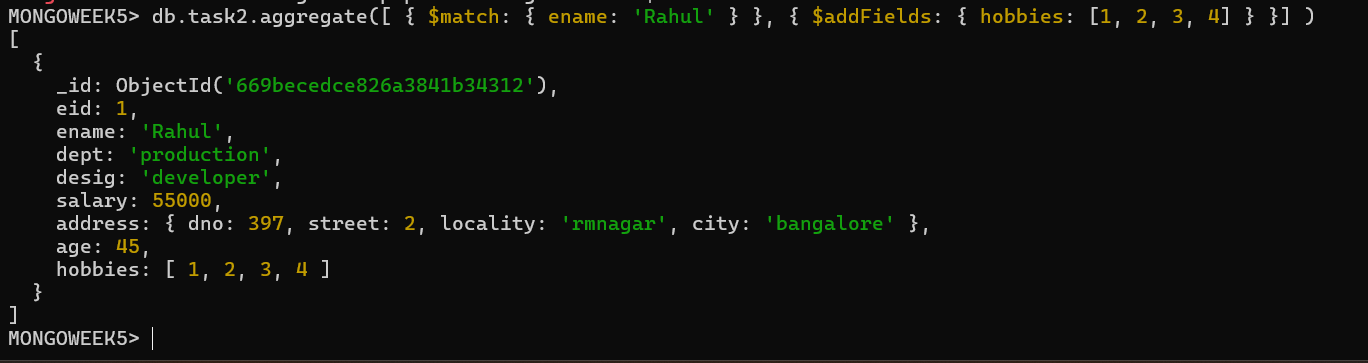 MONGOWEEK5> db.task2.aggregate([ { $match: { ename: 'Rahul' } }, { $addFields: { hobbies: [1, 2, 3, 4] } }] )
[
  {
    _id: ObjectId('669becedce826a3841b34312'),
    eid: 1,
    ename: 'Rahul',
    dept: 'production',
    desig: 'developer',
    salary: 55000,
    address: { dno: 397, street: 2, locality: 'rmnagar', city: 'bangalore' },
    age: 45,
    hobbies: [ 1, 2, 3, 4 ]
  }
]
MONGOWEEK5>